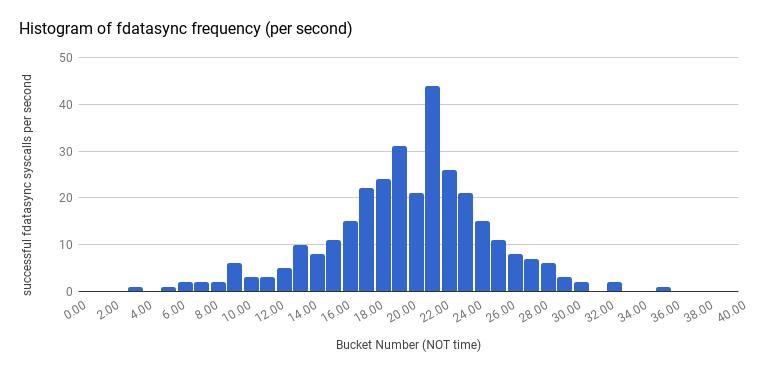 Histogram of fdatasync frequency (per second)
successful fdatasync syscalls per second
50
40
30
20
10
0
0.00 2.00 4.00 6.00 8.00 10.00 12.00 14.00 16.00 18.00 20.00 22.00 24.00 26.00 28.00 30.00 32.00 34.00 36.00 38.00 40.00
Bucket Number (NOT time)